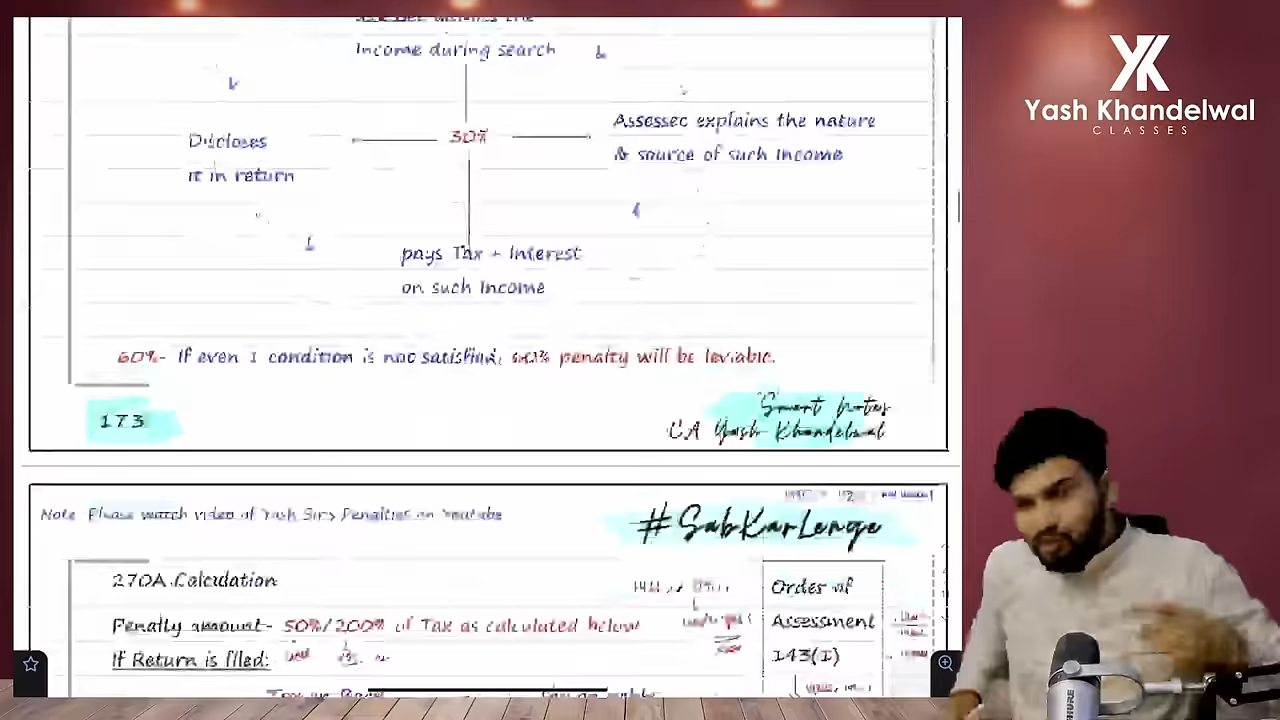 Income during search
Yash Khandelwal
CLASSES
Discloses
it in return
30%
Assessee explains the nature
& source of such Income
pays Tax + Interest
on such Income
60%- If even 1 condition is not satisfied, 60% penalty will be leviable.
173
Smart Notes
CA Yash Khandelwal
Note Please watch video of Yash Sir's Penalties on Youtube
#SabKarLenge
270A Calculation
Order of
Penalty amount- 50%/200% of Tax as calculated below
Assessment
If Return is filed:
143(1)